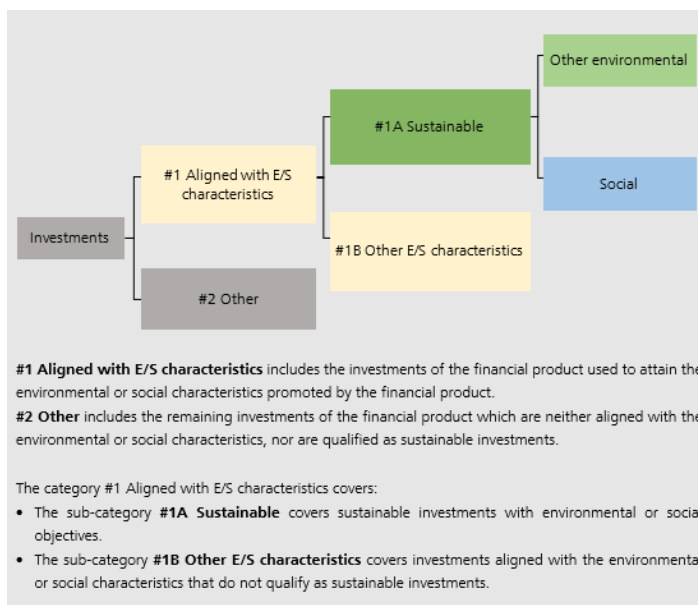 Other environmental
#1A Sustainable
#1 Aligned with E/S
characteristics
Social
Investments
#1B Other E/S characteristics
#2 Other
#1 Aligned with E/S characteristics includes the investments of the financial product used to attain the
environmental or social characteristics promoted by the financial product.
#2 Other includes the remaining investments of the financial product which are neither aligned with the
environmental or social characteristics, nor are qualified as sustainable investments.
The category #1 Aligned with E/S characteristics covers:
• The sub-category #1A Sustainable covers sustainable investments with environmental or socia
objectives.
• The sub-category #1B Other E/S characteristics covers investments aligned with the environmenta
or social characteristics that do not qualify as sustainable investments.